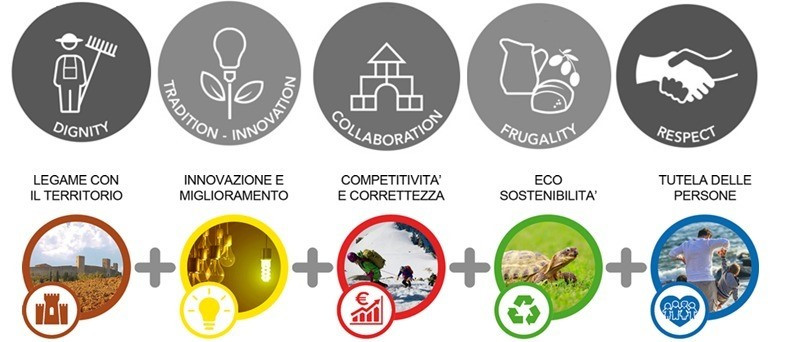 DIGNITY
TRADITION - INNOVATION
COLLABORATION
FRUGALITY
RESPECT
LEGAME CON
IL TERRITORIO
INNOVAZIONE E
MIGLIORAMENTO
COMPETITIVITA'
E CORRETTEZZA
ECO
SOSTENIBILITA'
TUTELA DELLE
PERSONE
+
+
+
+
€